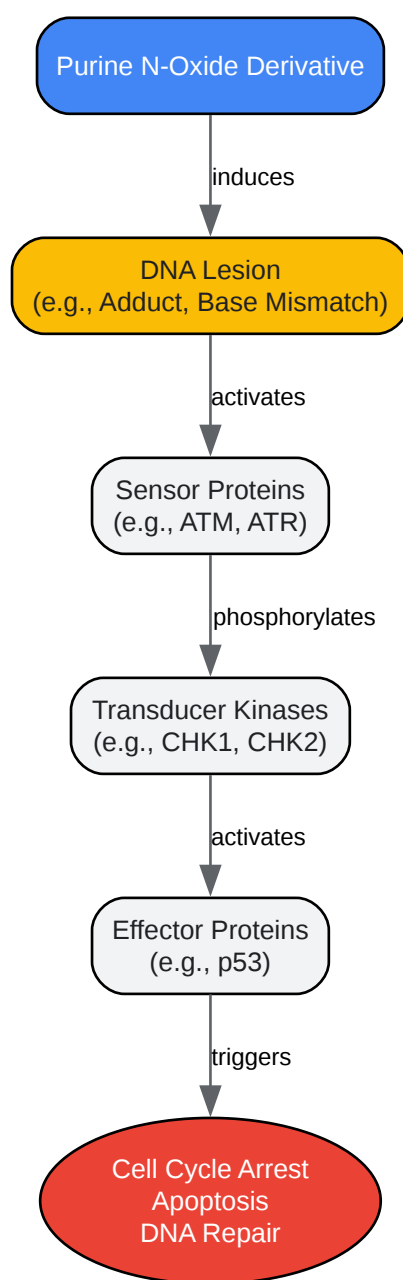 Purine N-Oxide Derivative
induces
DNA Lesion
(e.g., Adduct, Base Mismatch)
activates
Sensor Proteins
(e.g., ATM, ATR)
phosphorylates
Transducer Kinases
(e.g., CHK1, CHK2)
activates
Effector Proteins
(e.g., p53)
triggers
Cell Cycle Arrest
Apoptosis
DNA Repair